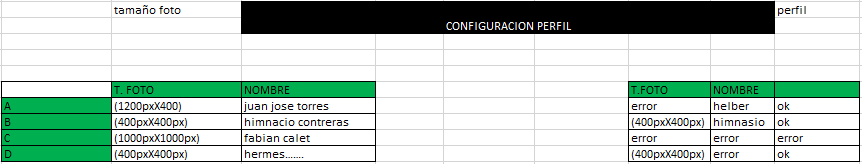 tamaño foto perfil
CONFIGURACION PERFIL
T. FOTO NOMBRE T.FOTO NOMBRE
A (1200pxX400) juan jose torres error helber ok
B (400pxX400px) himnacio contreras (400pxX400px) himnasio ok
C (1000pxX1000px) fabian calet error error error
D (400pxX400px) hermes....... (400pxX400px) error ok